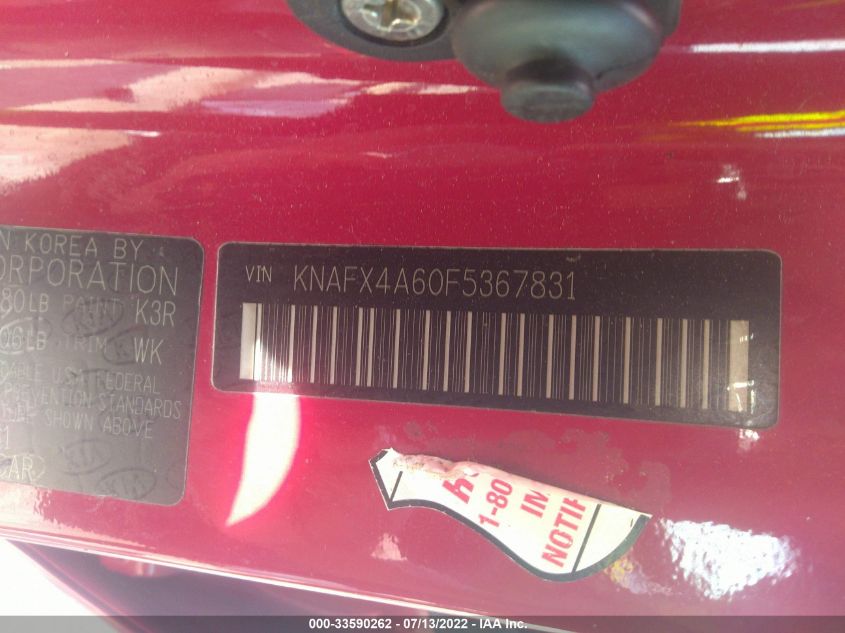 N KOREA BY
ORPORATION
80LB PAINT K3R
06LB TRIM WK
ABLE U.S. FEDERAL
STANDARDS
SHOWN ABOVE
VIN KNAFX4A60F5367831
1-80
IM
NOTIF
000-33590262 - 07/13/2022 - IAA Inc.